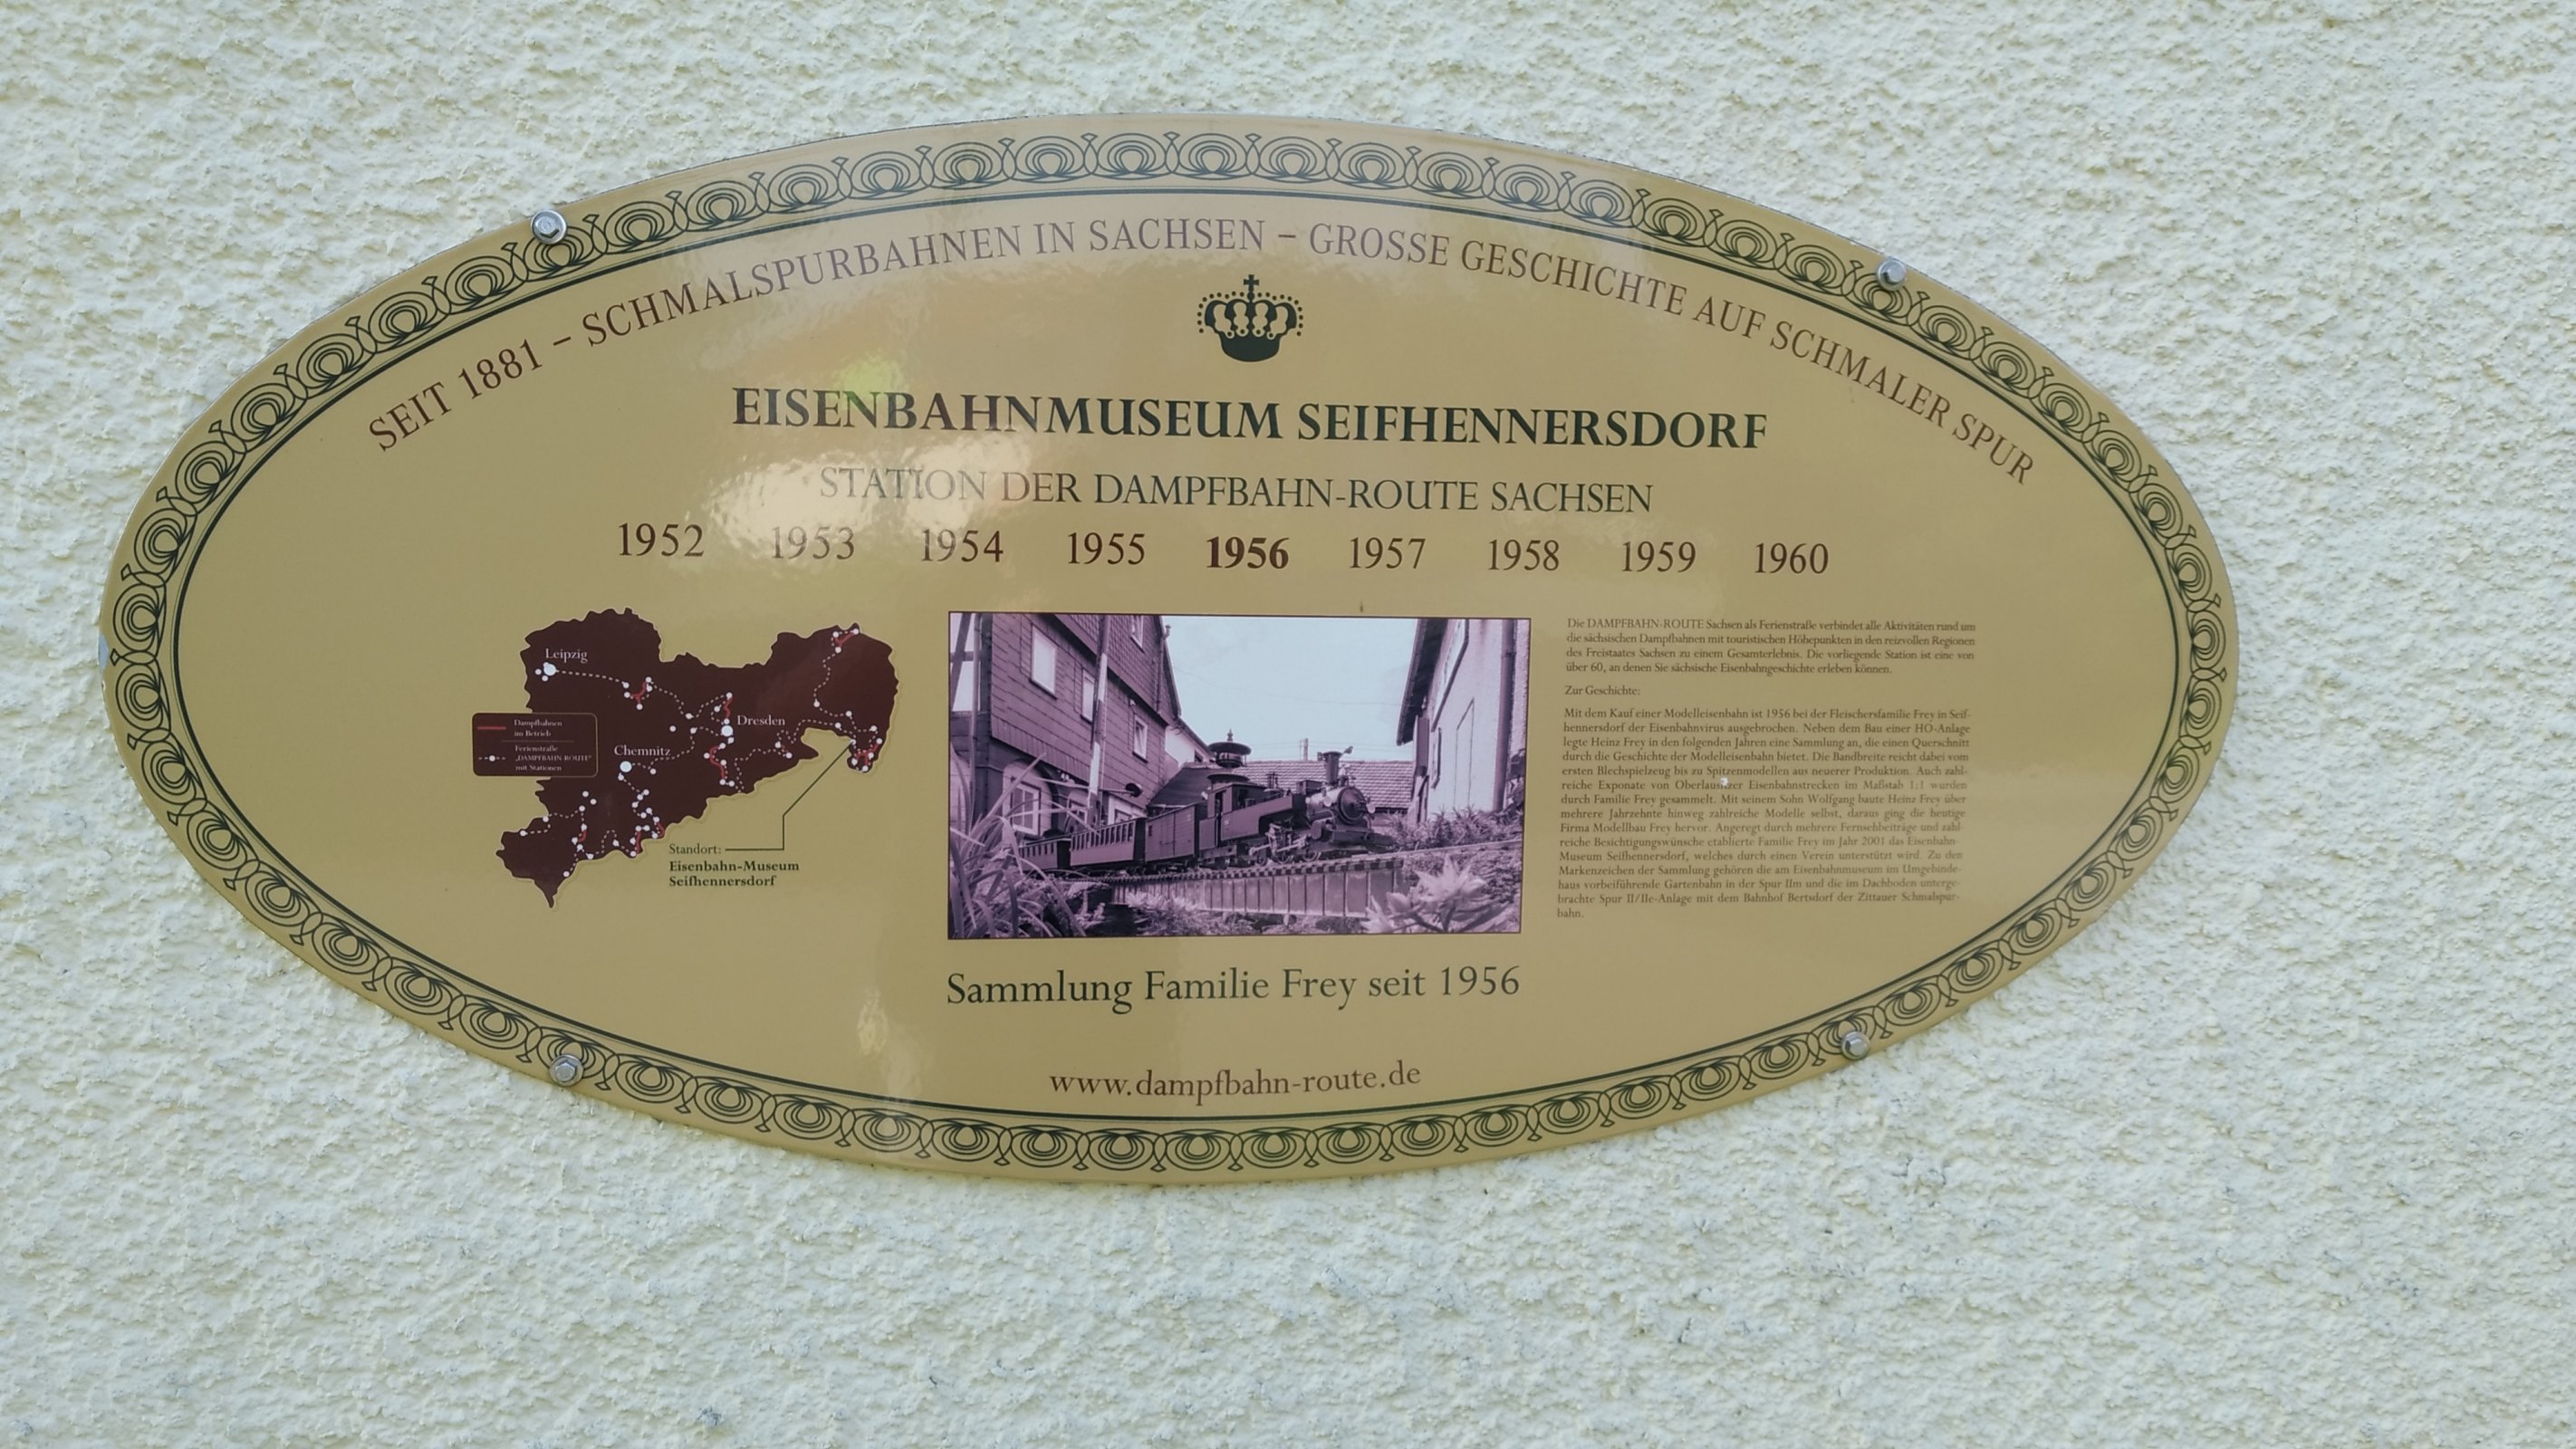 SEIT 1881 – SCHMALSPURBAHNEN IN SACHSEN – GROSSE GESCHICHTE AUF SCHMALER SPUR
EISENBAHNMUSEUM SEIFHENNERSDORF
STATION DER DAMPFBAHN-ROUTE SACHSEN
1952 1953 1954 1955 1956 1957 1958 1959 1960
Leipzig
Dresden
Chemnitz
Dampfbahnen
im Betrieb
Ferienstraße
„DAMPFBAHN-ROUTE"
mit Stationen
Standort:
Eisenbahn-Museum
Seifhennersdorf
Die DAMPFBAHN-ROUTE Sachsen als Ferienstraße verbindet alle Aktivitäten rund um
die sächsischen Dampfbahnen mit touristischen Höhepunkten in den reizvollen Regionen
des Freistaates Sachsen zu einem Gesamterlebnis. Die vorliegende Station ist eine von
über 60, an denen Sie sächsische Eisenbahngeschichte erleben können.
Zur Geschichte:
Mit dem Kauf einer Modelleisenbahn ist 1956 bei der Fleischersfamilie Frey in Seif-
hennersdorf der Eisenbahnvirus ausgebrochen. Neben dem Bau einer HO-Anlage
legte Heinz Frey in den folgenden Jahren eine Sammlung an, die einen Querschnitt
durch die Geschichte der Modelleisenbahn bietet. Die Bandbreite reicht dabei vom
ersten Blechspielzeug bis zu Spitzenmodellen aus neuerer Produktion. Auch zahl-
reiche Exponate von Oberlausitzer Eisenbahnstrecken im Maßstab 1:1 wurden
durch Familie Frey gesammelt. Mit seinem Sohn Wolfgang baute Heinz Frey über
mehrere Jahrzehnte hinweg zahlreiche Modelle selbst, daraus ging die heutige
Firma Modellbau Frey hervor. Angeregt durch mehrere Fernsehbeiträge und zahl-
reiche Besichtigungswünsche etablierte Familie Frey im Jahr 2001 das Eisenbahn-
Museum Seifhennersdorf, welches durch einen Verein unterstützt wird. Zu den
Markenzeichen der Sammlung gehören die am Eisenbahnmuseum im Umgebinde-
haus vorbeiführende Gartenbahn in der Spur IIm und die im Dachboden unterge-
brachte Spur II/IIe-Anlage mit dem Bahnhof Bertsdorf der Zittauer Schmalspur-
bahn.
Sammlung Familie Frey seit 1956
www.dampfbahn-route.de